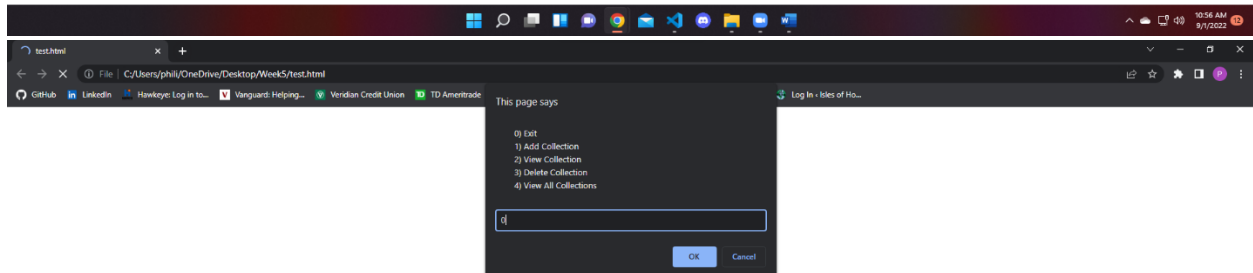 10:56 AM
9/1/2022
12
test.html
File | C:/Users/phili/OneDrive/Desktop/Week5/test.html
P
GitHub LinkedIn Hawkeye: Log in to... Vanguard: Helping... Veridian Credit Union TD Ameritrade Log In ‹ Isles of Ho...
This page says
0) Exit
1) Add Collection
2) View Collection
3) Delete Collection
4) View All Collections
0
OK Cancel